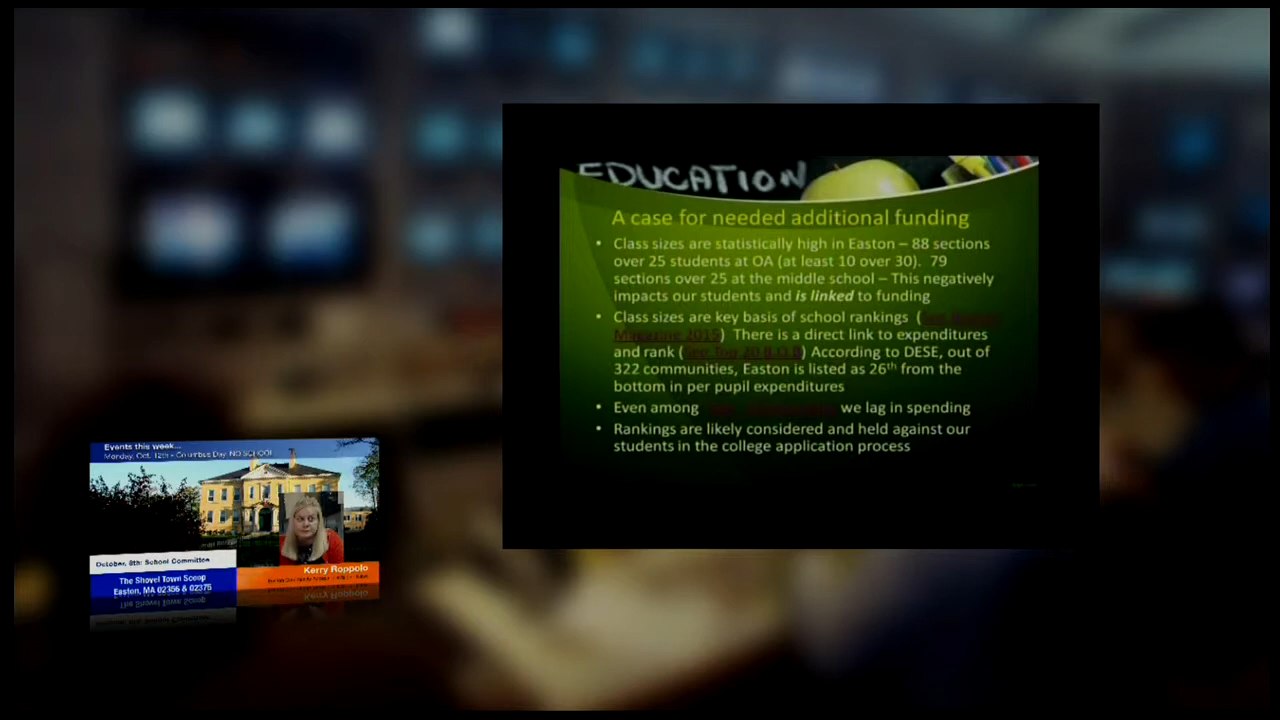 EDUCATION
A case for needed additional funding
• Class sizes are statistically high in Easton – 88 sections
over 25 students at OA (at least 10 over 30). 79
sections over 25 at the middle school – This negatively
impacts our students and is linked to funding
• Class sizes are key basis of school rankings (
Magazine 2015) There is a direct link to expenditures
and rank (See Top 20 ) According to DESE, out of
322 communities, Easton is listed as 26th from the
bottom in per pupil expenditures
• Even among we lag in spending
• Rankings are likely considered and held against our
students in the college application process
Events this week...
Monday, Oct. 12th - Columbus Day, NO SCHOOL
October, 8th: School Committee
The Shovel Town Scoop
Easton, MA 02356 & 02375
Kerry Roppolo